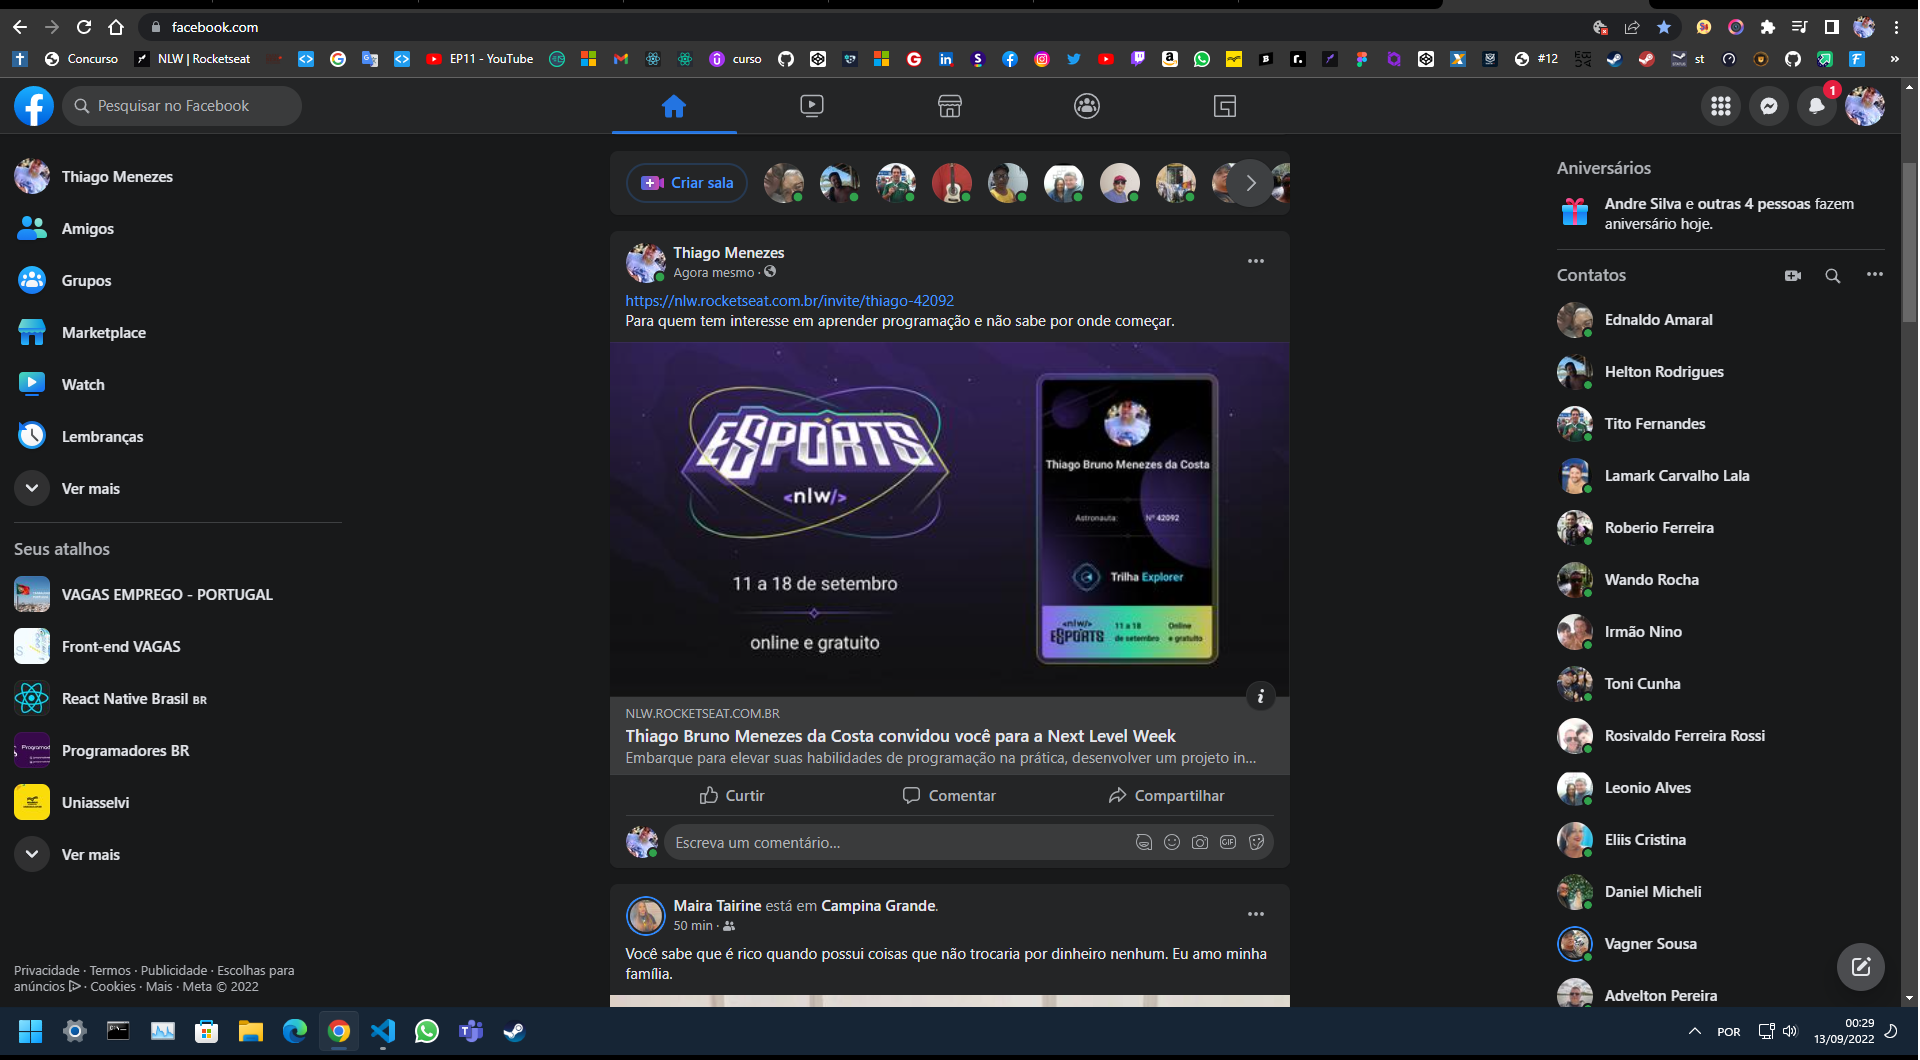 facebook.com
Concurso
NLW | Rocketseat
EP11 - YouTube
curso
#12
st
Pesquisar no Facebook
1
Thiago Menezes
Amigos
Grupos
Marketplace
Watch
Lembranças
Ver mais
Seus atalhos
VAGAS EMPREGO - PORTUGAL
Front-end VAGAS
React Native Brasil BR
Programadores BR
Uniasselvi
Ver mais
Privacidade · Termos · Publicidade · Escolhas para
anúncios · Cookies · Mais · Meta © 2022
Criar sala
Thiago Menezes
Agora mesmo ·
https://nlw.rocketseat.com.br/invite/thiago-42092
Para quem tem interesse em aprender programação e não sabe por onde começar.
eSPORTS
<nlw/>
11 a 18 de setembro
online e gratuito
Thiago Bruno Menezes da Costa
Astronauta: Nº 42092
Trilha Explorer
<nlw/>
eSPORTS
11 a 18
de setembro
Online
e gratuito
NLW.ROCKETSEAT.COM.BR
Thiago Bruno Menezes da Costa convidou você para a Next Level Week
Embarque para elevar suas habilidades de programação na prática, desenvolver um projeto in...
Curtir
Comentar
Compartilhar
Escreva um comentário...
GIF
Maira Tairine está em Campina Grande.
50 min ·
Você sabe que é rico quando possui coisas que não trocaria por dinheiro nenhum. Eu amo minha
família.
Aniversários
Andre Silva e outras 4 pessoas fazem
aniversário hoje.
Contatos
Ednaldo Amaral
Helton Rodrigues
Tito Fernandes
Lamark Carvalho Lala
Roberio Ferreira
Wando Rocha
Irmão Nino
Toni Cunha
Rosivaldo Ferreira Rossi
Leonio Alves
Eliis Cristina
Daniel Micheli
Vagner Sousa
Advelton Pereira
POR
00:29
13/09/2022